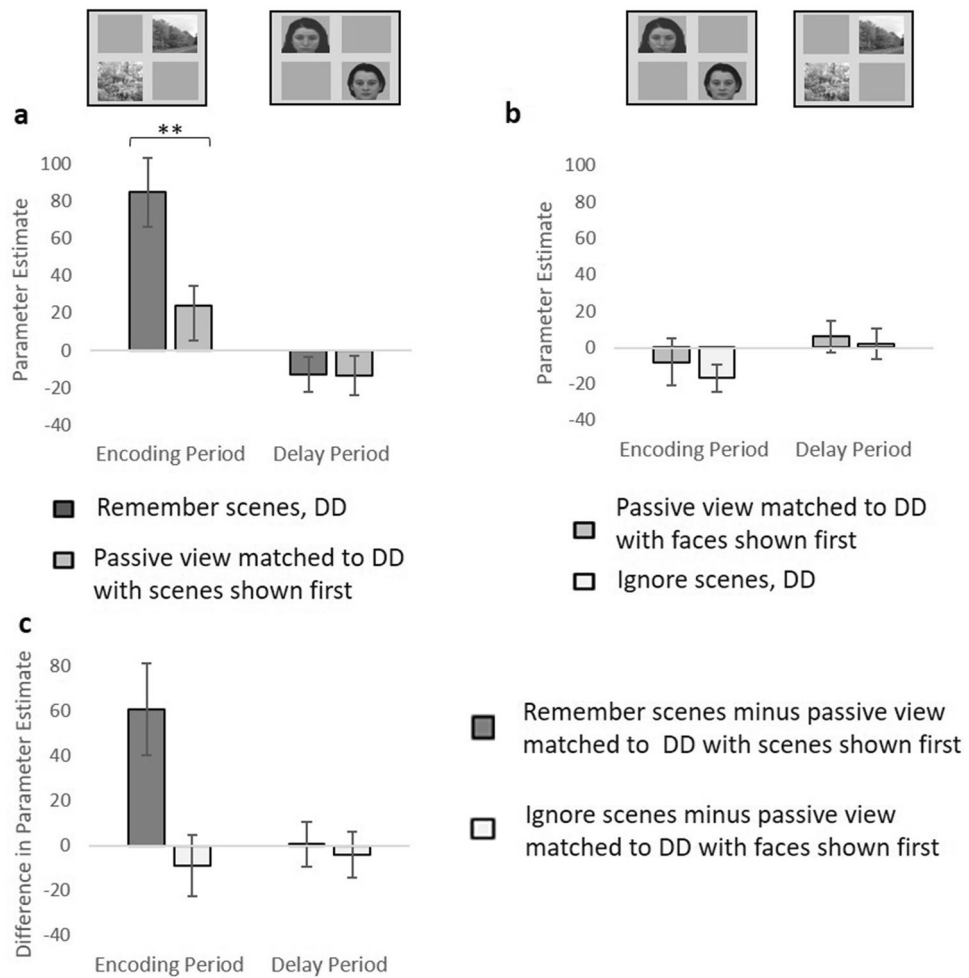 a
**
100
80
60
40
20
0
-20
-40
Parameter Estimate
Encoding Period
Delay Period
Remember scenes, DD
Passive view matched to DD
with scenes shown first
b
100
80
60
40
20
0
-20
-40
Parameter Estimate
Encoding Period
Delay Period
Passive view matched to DD
with faces shown first
Ignore scenes, DD
c
80
60
40
20
0
-20
-40
Difference in Parameter Estimate
Encoding Period
Delay Period
Remember scenes minus passive view
matched to DD with scenes shown first
Ignore scenes minus passive view
matched to DD with faces shown first